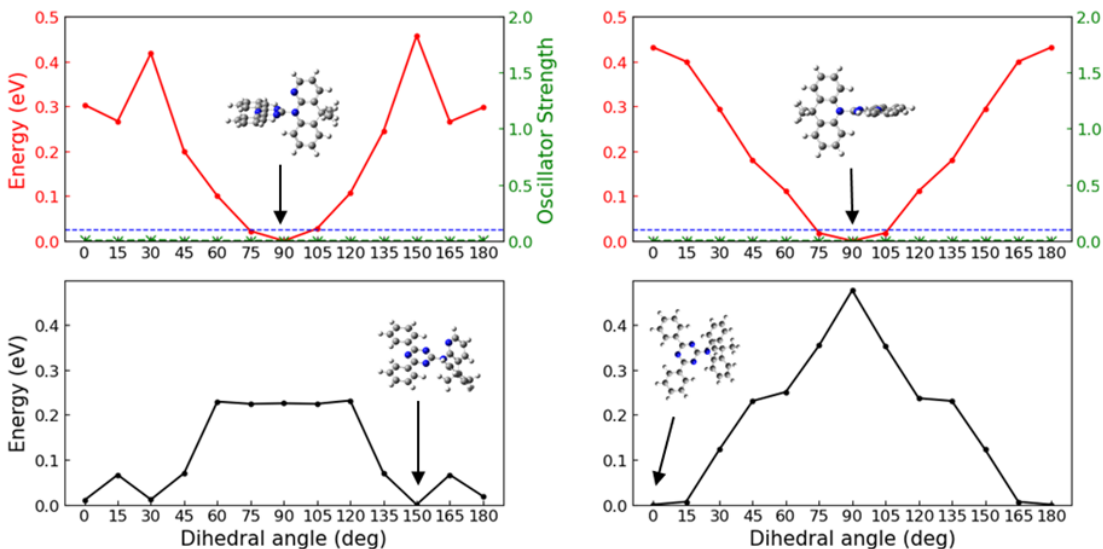 0.5 2.0 0.5 2.0
0.4 1.5 0.4 1.5
0.3 0.3
1.0 1.0
0.2 0.2
0.5 0.5
0.1 0.1
0.0 0.0 0.0 0.0
Energy (eV)
Oscillator Strength
Energy (eV)
Oscillator Strength
0 15 30 45 60 75 90 105 120 135 150 165 180
0 15 30 45 60 75 90 105 120 135 150 165 180
0.4 0.4
0.3 0.3
0.2 0.2
0.1 0.1
0.0 0.0
Energy (eV)
Energy (eV)
0 15 30 45 60 75 90 105 120 135 150 165 180
0 15 30 45 60 75 90 105 120 135 150 165 180
Dihedral angle (deg)
Dihedral angle (deg)